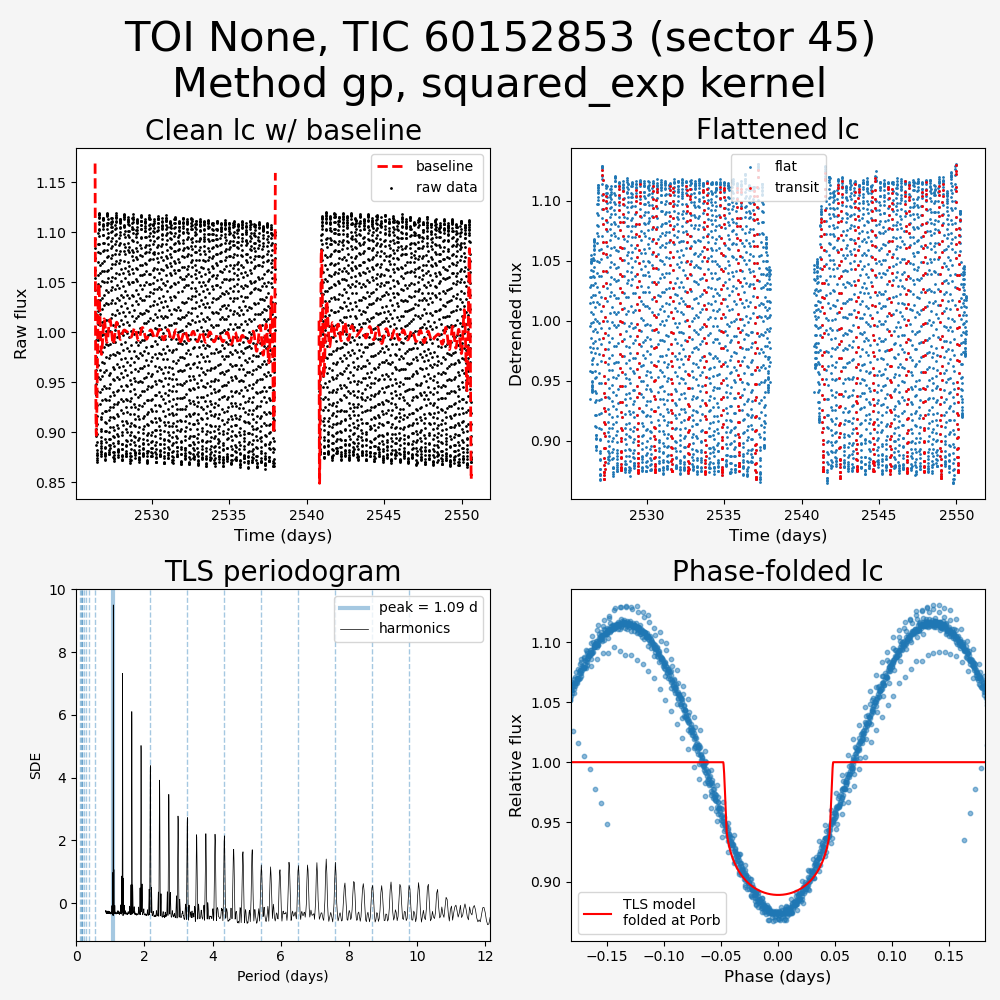 TOI None, TIC 60152853 (sector 45)
Method gp, squared_exp kernel
Clean lc w/ baseline
Flattened lc
baseline
raw data
flat
transit
Raw flux
1.15
1.10
1.05
1.00
0.95
0.90
0.85
2530 2535 2540 2545 2550
Time (days)
Detrended flux
1.10
1.05
1.00
0.95
0.90
2530 2535 2540 2545 2550
Time (days)
TLS periodogram
Phase-folded lc
peak = 1.09 d
harmonics
SDE
10
8
6
4
2
0
0 2 4 6 8 10 12
Period (days)
Relative flux
1.10
1.05
1.00
0.95
0.90
TLS model
folded at Porb
−0.15 −0.10 −0.05 0.00 0.05 0.10 0.15
Phase (days)